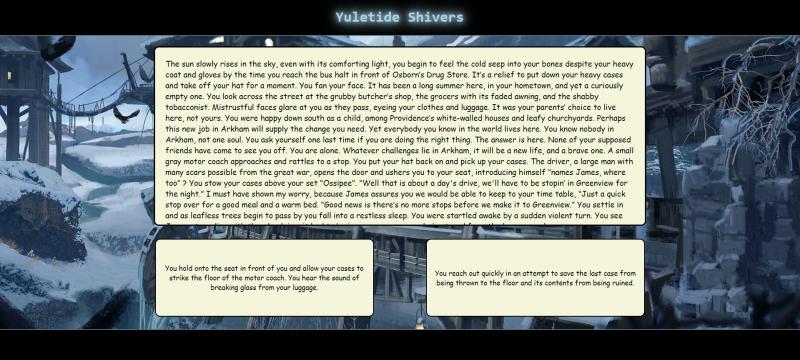 Yuletide Shivers
The sun slowly rises in the sky, even with its comforting light, you begin to feel the cold seep into your bones despite your heavy
coat and gloves by the time you reach the bus halt in front of Osborn's Drug Store. It's a relief to put down your heavy cases
and take off your hat for a moment. You fan your face. It has been a long summer here, in your hometown, and yet a curiously
empty one. You look across the street at the grubby butcher's shop, the grocers with its faded awning, and the shabby
tobacconist. Mistrustful faces glare at you as they pass, eyeing your clothes and luggage. It was your parents' choice to live
here, not yours. You were happy down south as a child, among Providence's white-walled houses and leafy churchyards. Perhaps
this new job in Arkham will supply the change you need. Yet everybody you know in the world lives here. You know nobody in
Arkham, not one soul. You ask yourself one last time if you are doing the right thing. The answer is here. None of your supposed
friends have come to see you off. You are alone. Whatever challenges lie in Arkham, it will be a new life, and a brave one. A small
gray motor coach approaches and rattles to a stop. You put your hat back on and pick up your cases. The driver, a large man with
many scars possible from the great war, opens the door and ushers you to your seat, introducing himself "names James, where
too" ? You stow your cases above your set "Ossipee". "Well that is about a day's drive, we'll have to be stopin' in Greenview for
the night." I must have shown my worry, because James assures you we would be able to keep to your time table, "Just a quick
stop over for a good meal and a warm bed. "Good news is there's no more stops before we make it to Greenview." You settle in
and as leafless trees begin to pass by you fall into a restless sleep. You were startled awake by a sudden violent turn. You see
You hold onto the seat in front of you and allow your cases to
strike the floor of the motor coach. You hear the sound of
breaking glass from your luggage.
You reach out quickly in an attempt to save the last case from
being thrown to the floor and its contents from being ruined.